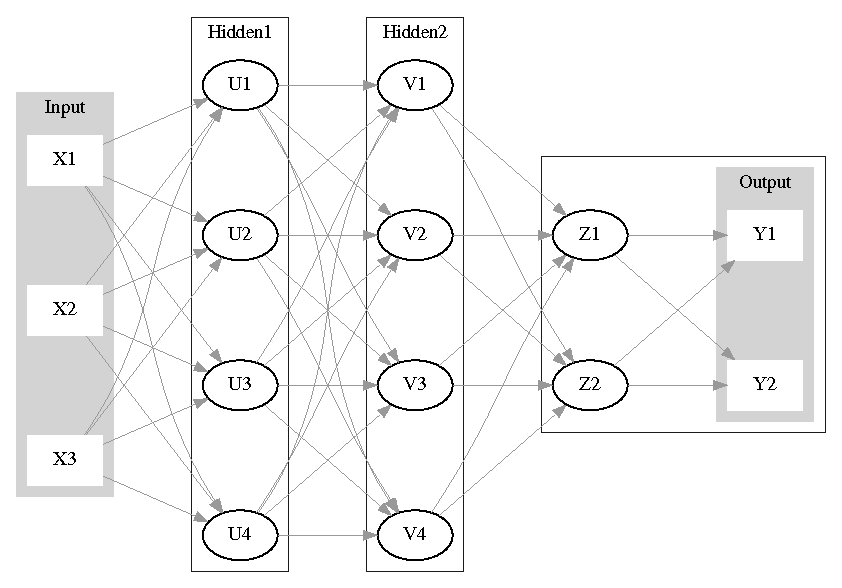 Input
X1
X2
X3
Hidden1
U1
U2
U3
U4
Hidden2
V1
V2
V3
V4
Z1
Z2
Output
Y1
Y2